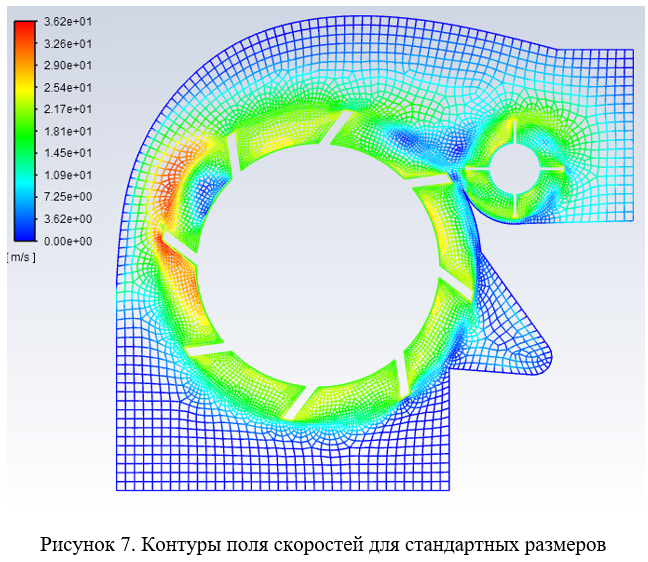 3.62e+01
3.26e+01
2.90e+01
2.54e+01
2.17e+01
1.81e+01
1.45e+01
1.09e+01
7.25e+00
3.62e+00
0.00e+00
[ m/s ]
Рисунок 7. Контуры поля скоростей для стандартных размеров